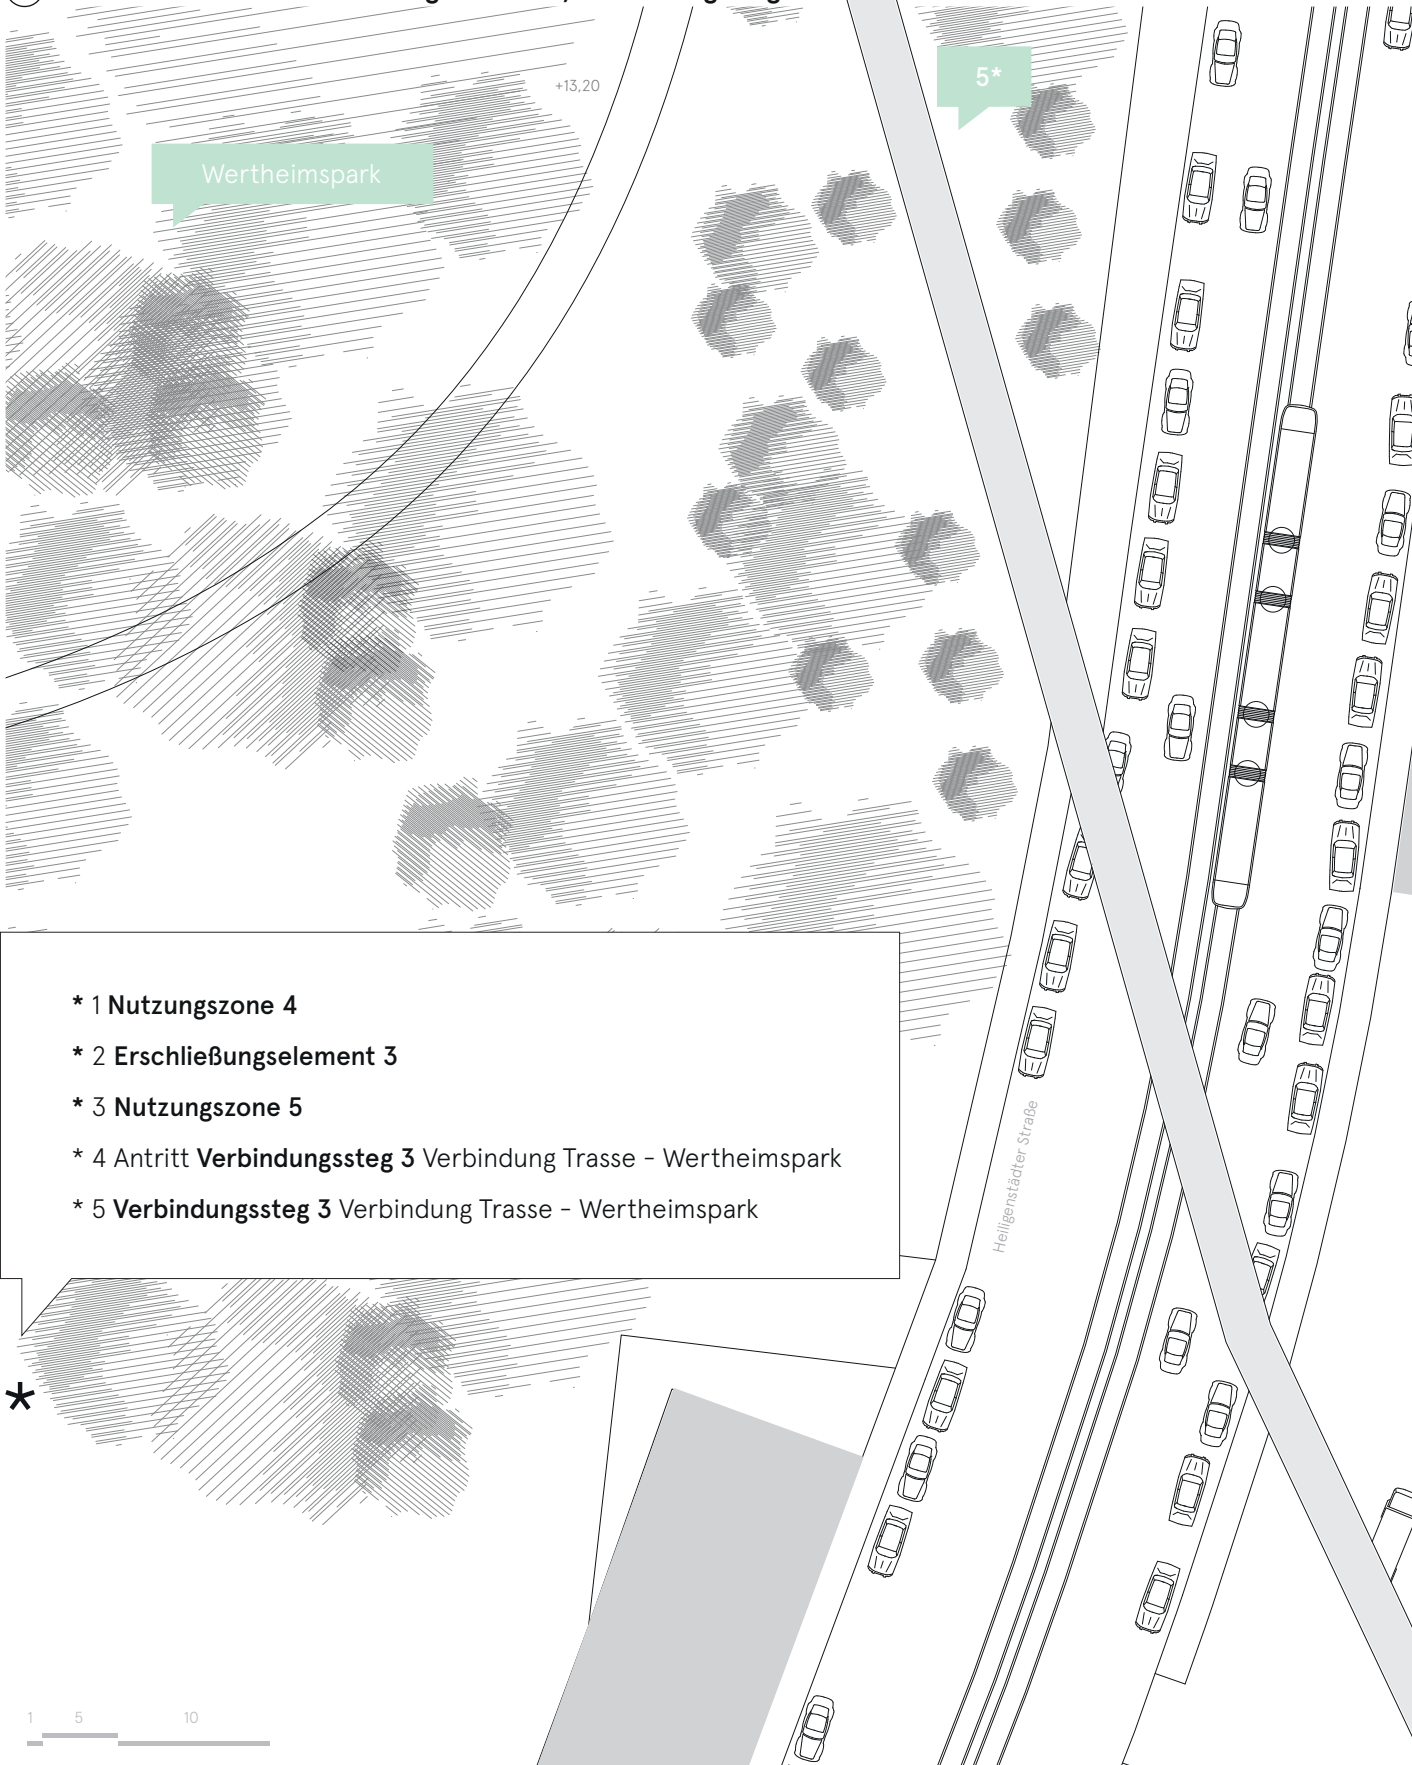 5*
+13,20
Wertheimspark
* 1 Nutzungszone 4
* 2 Erschließungselement 3
* 3 Nutzungszone 5
* 4 Antritt Verbindungssteg 3 Verbindung Trasse - Wertheimspark
* 5 Verbindungssteg 3 Verbindung Trasse - Wertheimspark
Heiligenstädter Straße
*
1 5 10